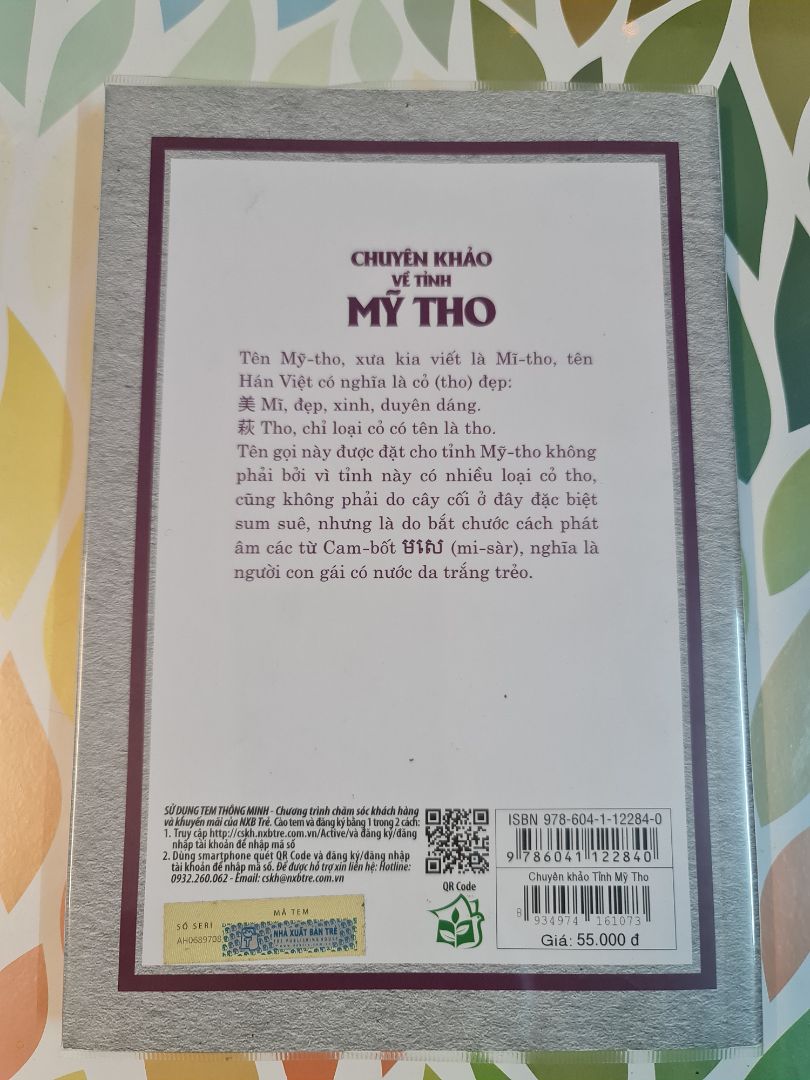 CHUYÊN KHẢO
VỀ TỈNH
MỸ THO
Tên Mỹ-tho, xưa kia viết là Mĩ-tho, tên
Hán Việt có nghĩa là cỏ (tho) đẹp:
美 Mĩ, đẹp, xinh, duyên dáng.
萩 Tho, chỉ loại cỏ có tên là tho.
Tên gọi này được đặt cho tỉnh Mỹ-tho không
phải bởi vì tỉnh này có nhiều loại cỏ tho,
cũng không phải do cây cối ở đây đặc biệt
sum suê, nhưng là do bắt chước cách phát
âm các từ Cam-bốt មសេ (mi-sàr), nghĩa là
người con gái có nước da trắng trẻo.
SỬ DỤNG TEM THÔNG MINH - Chương trình chăm sóc khách hàng
và khuyến mãi của NXB Trẻ. Cào tem và đăng ký bằng 1 trong 2 cách:
1. Truy cập http://cskh.nxbtre.com.vn/Active/và đăng ký/đăng
nhập tài khoản để nhập mã số
2. Dùng smartphone quét QR Code và đăng ký/đăng nhập
tài khoản để nhập mã số. Để được hỗ trợ xin liên hệ: Hotline:
0932.260.062 - Email: cskh@nxbtre.com.vn
QR Code
MÃ TEM
SỐ SERI
AH0689708
NHÀ XUẤT BẢN TRẺ
TRE PUBLISHING HOUSE
ISBN 978-604-1-12284-0
9 786041 122840
Chuyên khảo Tỉnh Mỹ Tho
8 934974 161073
Giá: 55.000 đ